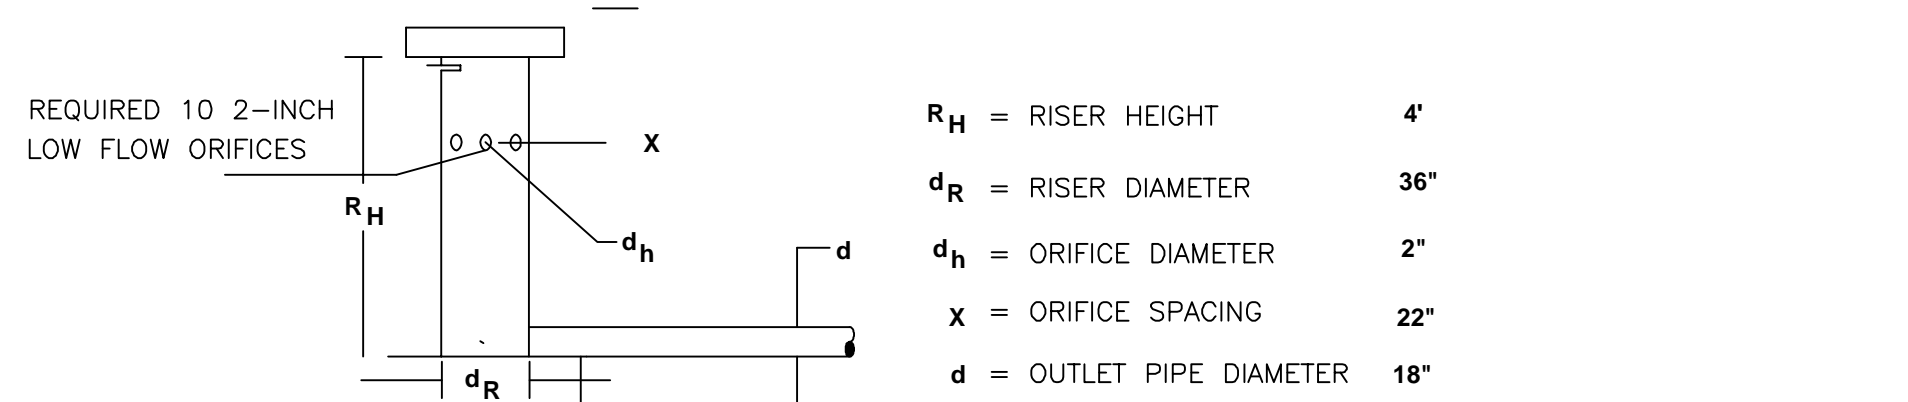 REQUIRED 10 2-INCH
LOW FLOW ORIFICES
X
RH
dh
d
dR
RH = RISER HEIGHT 4'
dR = RISER DIAMETER 36"
dh = ORIFICE DIAMETER 2"
X = ORIFICE SPACING 22"
d = OUTLET PIPE DIAMETER 18"